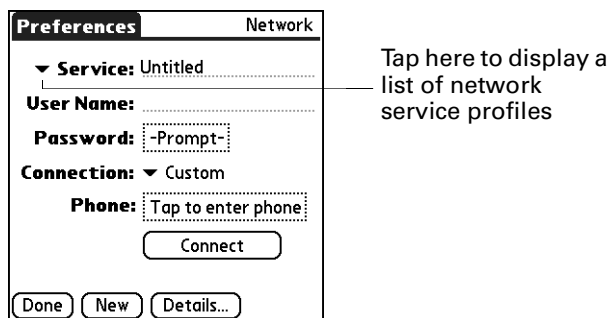 Preferences Network
Service: Untitled
User Name:
Password: -Prompt-
Connection: Custom
Phone: Tap to enter phone
Connect
Done New Details...
Tap here to display a
list of network
service profiles